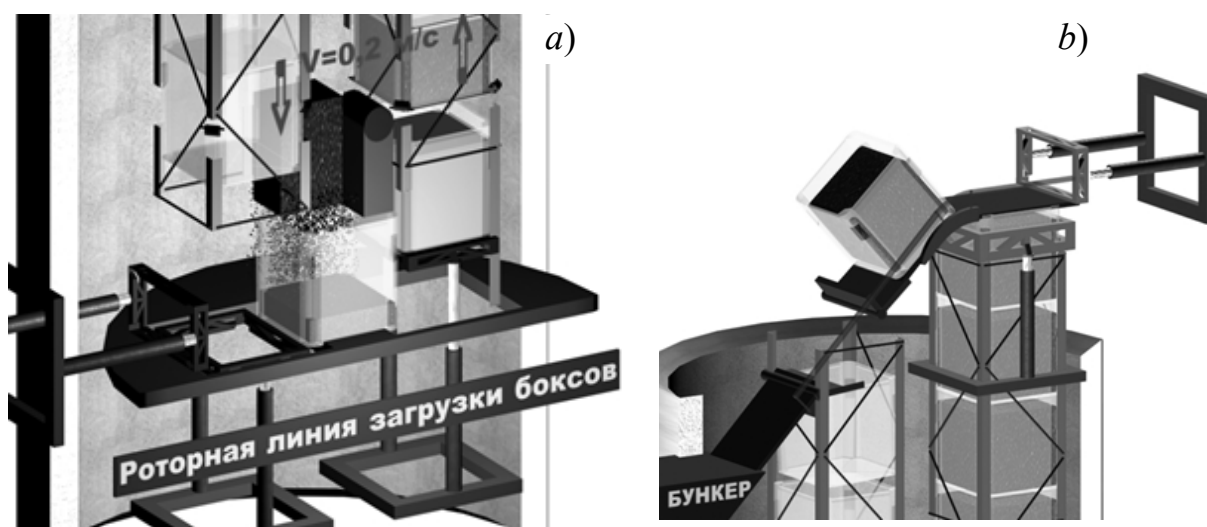 a)
b)
V=0,2 м/с
Роторная линия загрузки боксов
БУНКЕР